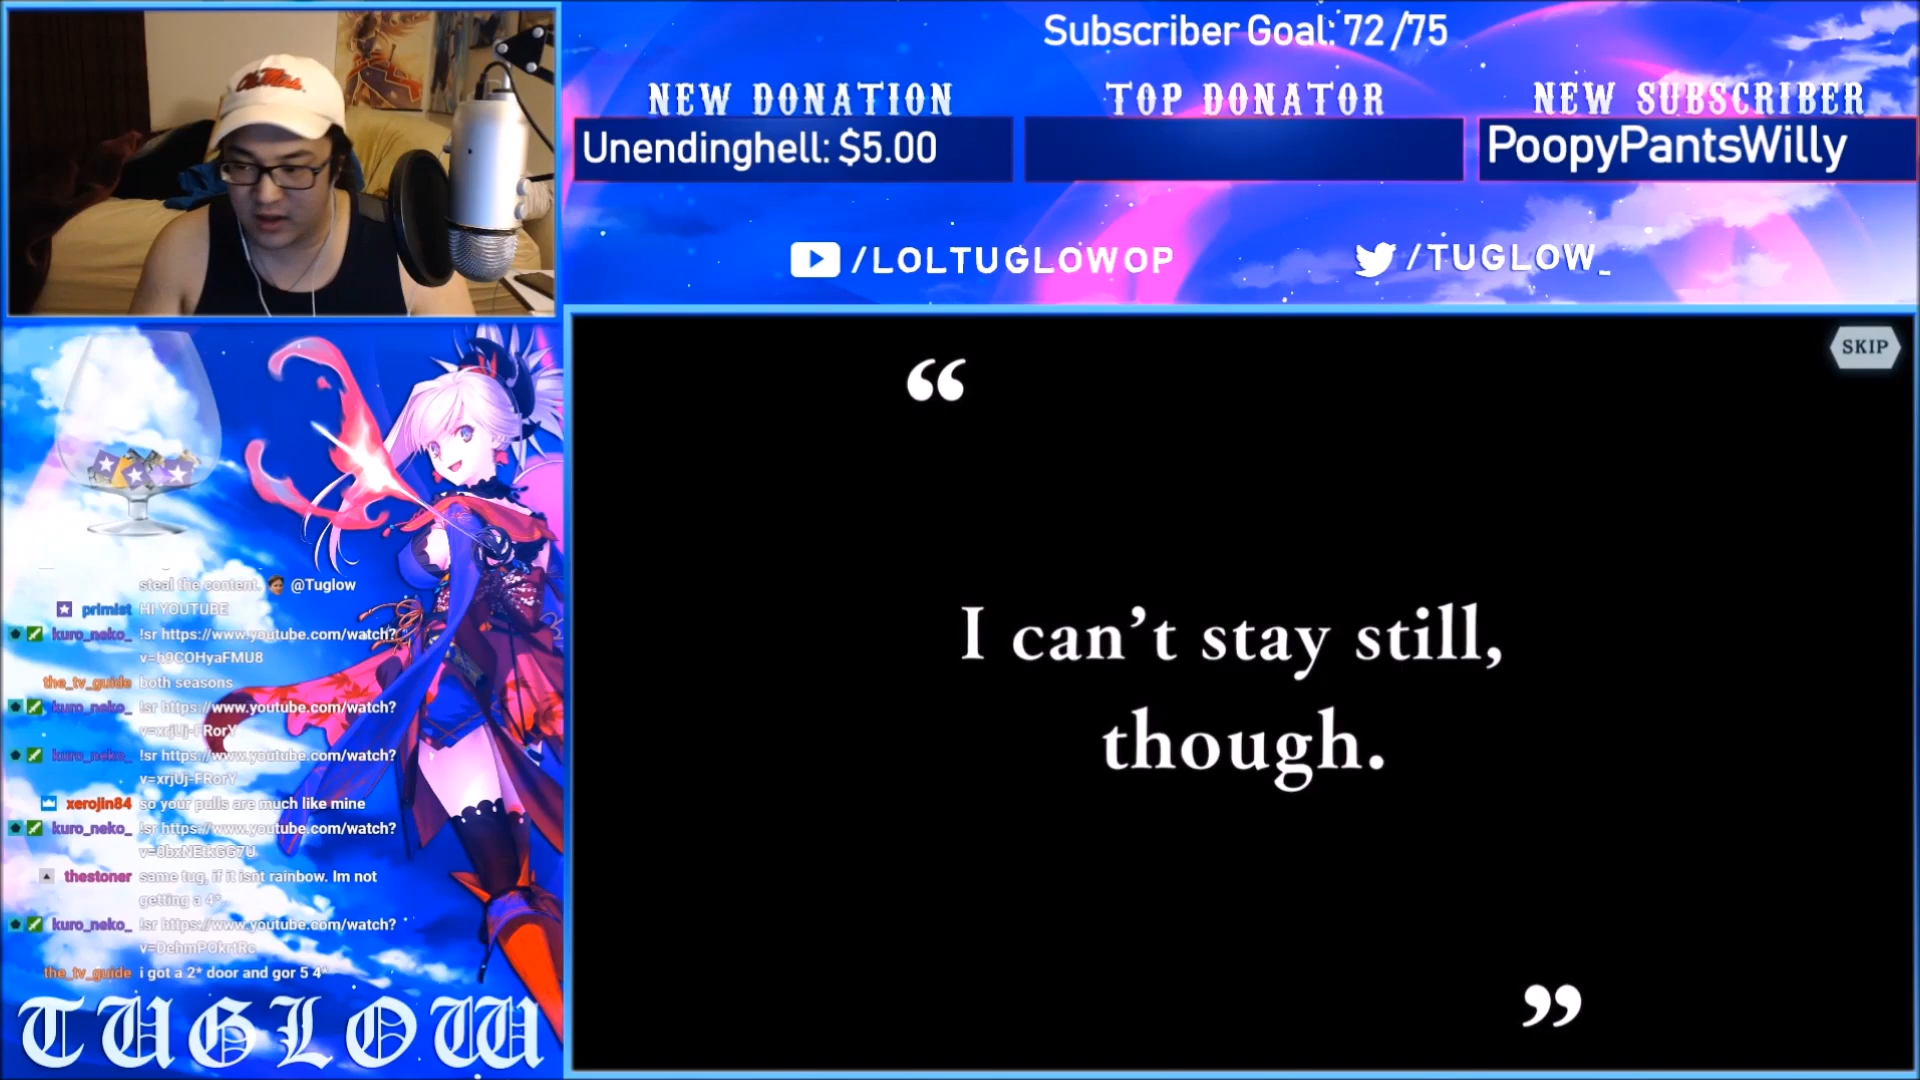 Ole Miss
Subscriber Goal: 72 /75
NEW DONATION
TOP DONATOR
NEW SUBSCRIBER
Unendinghell: $5.00
PoopyPantsWilly
/LOLTUGLOWOP
/TUGLOW_
SKIP
“
I can’t stay still,
though.
”
steal the content. @Tuglow
primist HI YOUTUBE
kuro_neko_ !sr https://www.youtube.com/watch?
v=h9COHyaFMU8
the_tv_guide both seasons
kuro_neko_ !sr https://www.youtube.com/watch?
v=xrjUj-FRorY
kuro_neko_ !sr https://www.youtube.com/watch?
v=xrjUj-FRorY
xerojin84 so your pulls are much like mine
kuro_neko_ !sr https://www.youtube.com/watch?
thestoner same tug, if it isnt rainbow. Im not
getting a 4*
kuro_neko_ !sr https://www.youtube.com/watch?
the_tv_guide i got a 2* door and gor 5 4*
TUGLOW